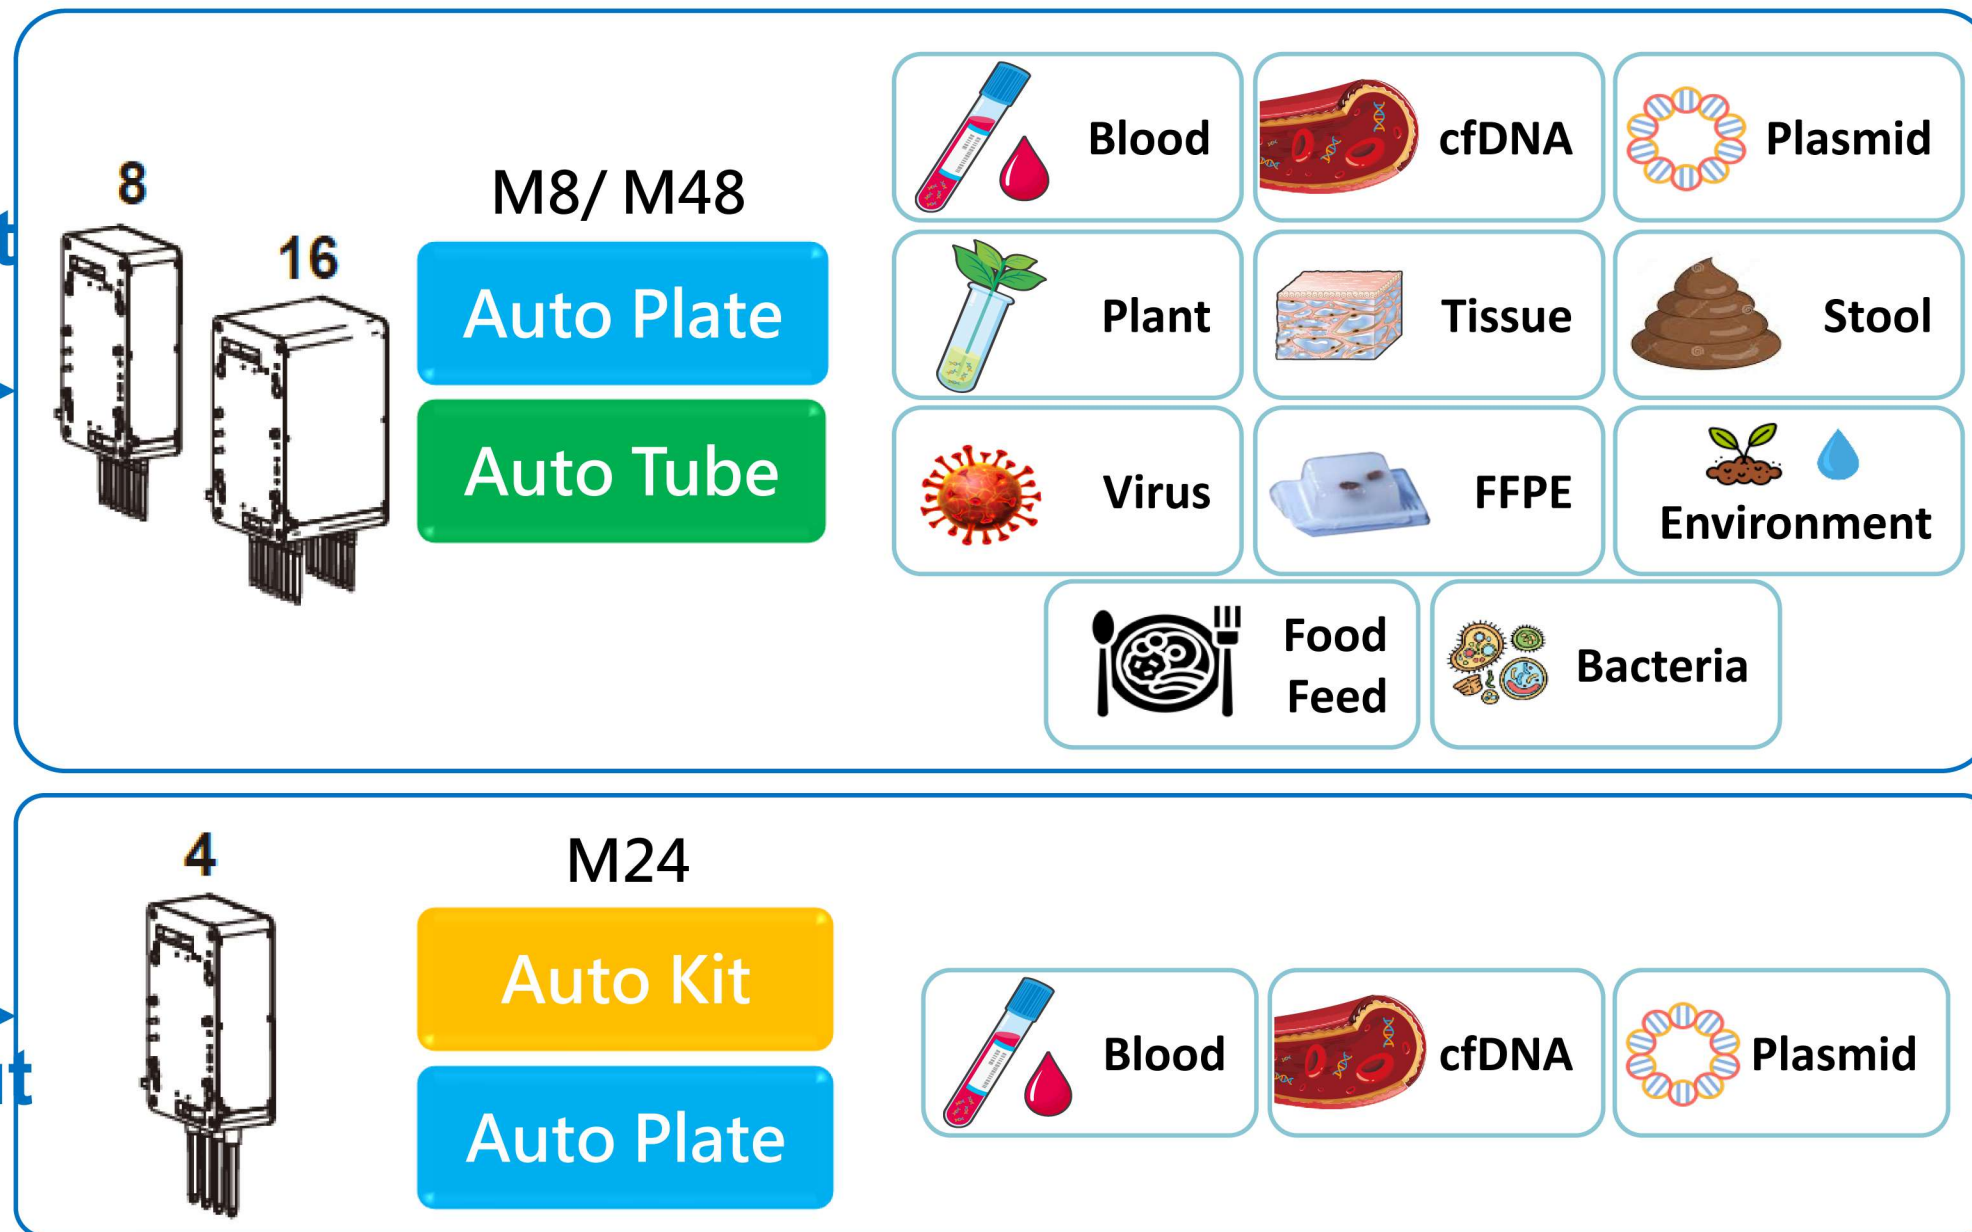 8
16
M8/ M48
Auto Plate
Auto Tube
Blood
cfDNA
Plasmid
Plant
Tissue
Stool
Virus
FFPE
Environment
Food
Feed
Bacteria
4
M24
Auto Kit
Auto Plate
Blood
cfDNA
Plasmid